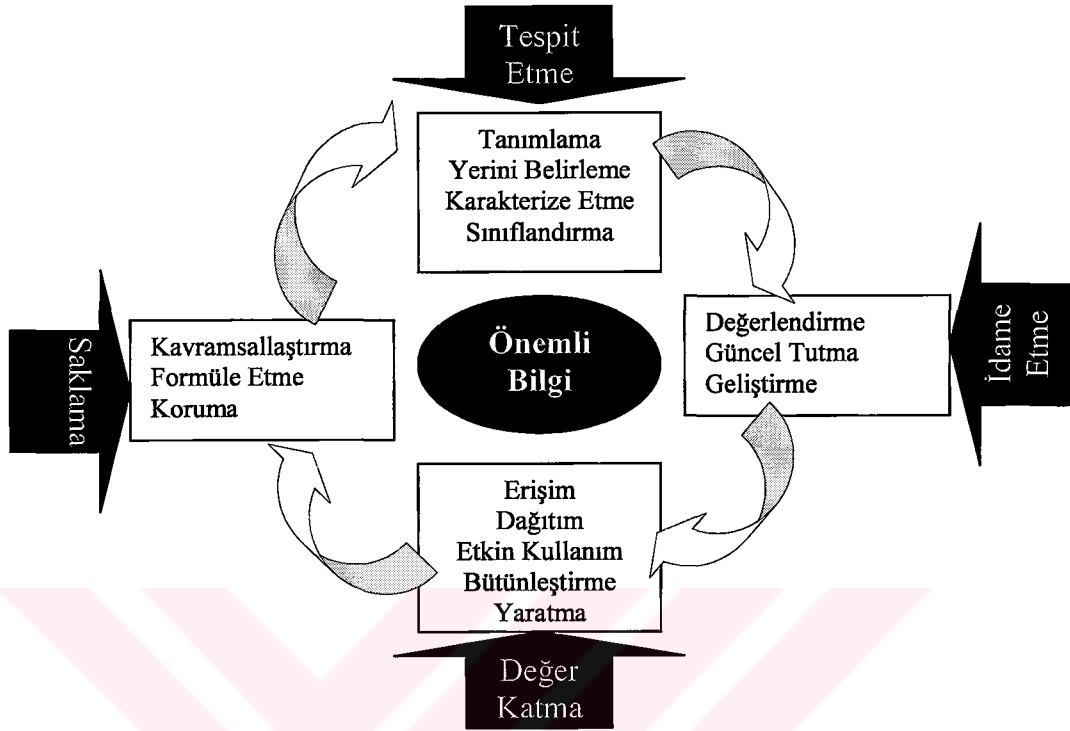 Tespit
Etme
Tanımlama
Yerini Belirleme
Karakterize Etme
Sınıflandırma
Saklama
Kavramsallaştırma
Formüle Etme
Koruma
Önemli
Bilgi
Değerlendirme
Güncel Tutma
Geliştirme
İdame
Etme
Erişim
Dağıtım
Etkin Kullanım
Bütünleştirme
Yaratma
Değer
Katma